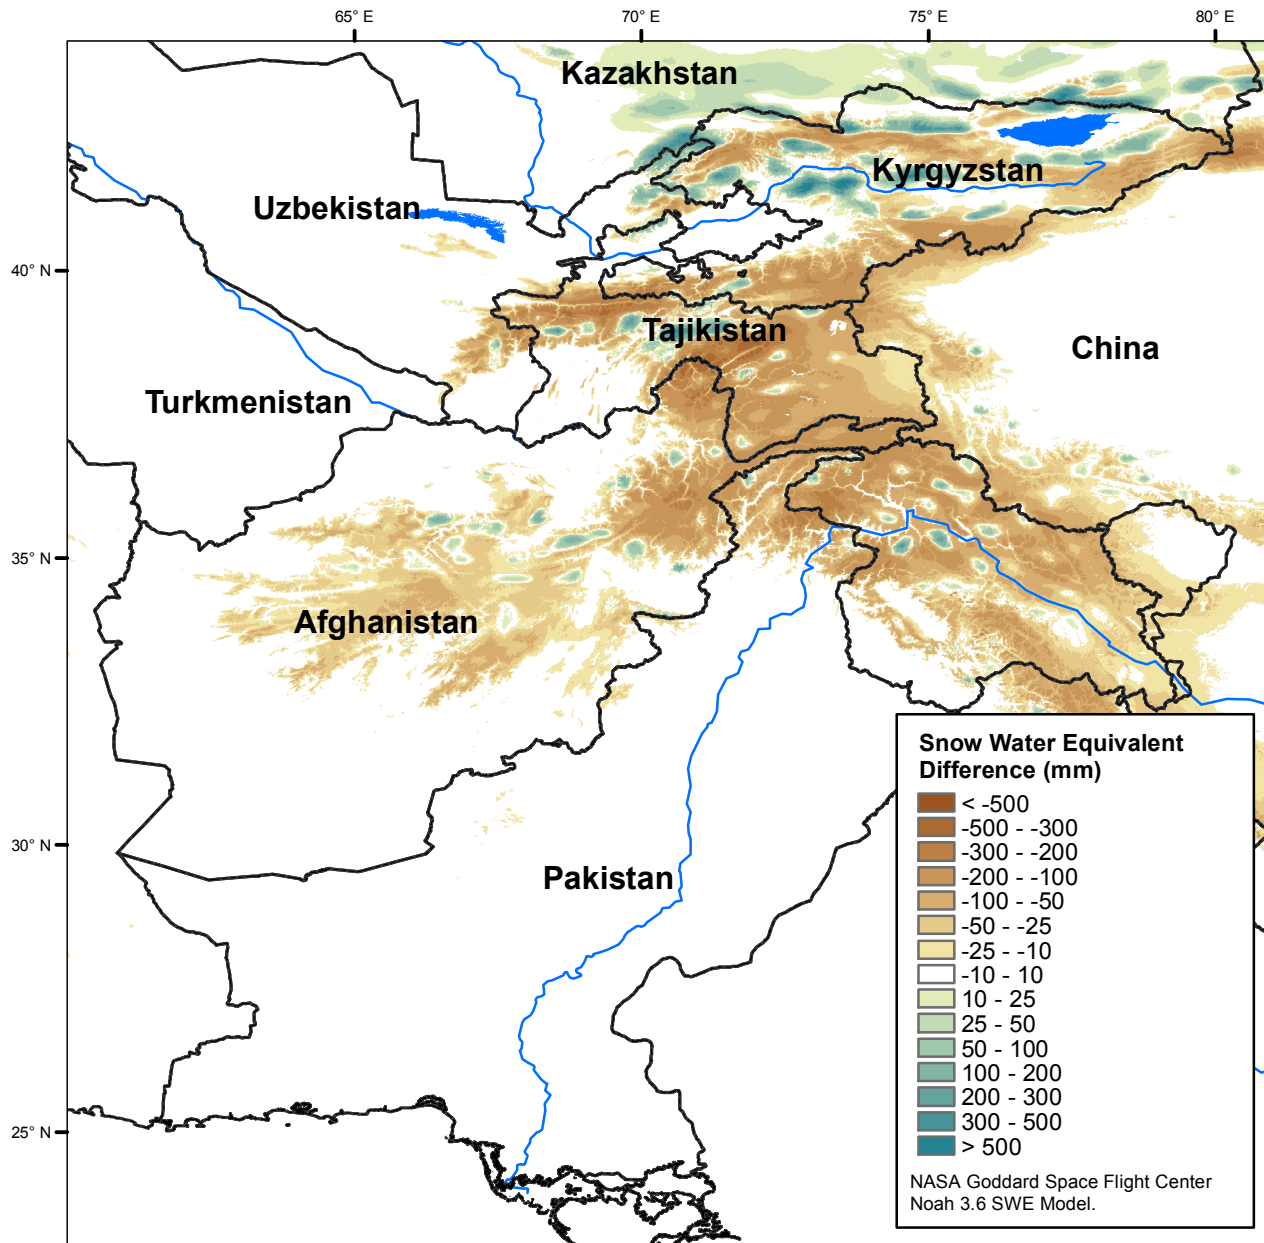 65° E
70° E
75° E
80° E
Kazakhstan
Kyrgyzstan
Uzbekistan
40° N
Tajikistan
China
Turkmenistan
35° N
Afghanistan
Snow Water Equivalent
Difference (mm)
< -500
-500 - -300
-300 - -200
-200 - -100
-100 - -50
-50 - -25
-25 - -10
-10 - 10
10 - 25
25 - 50
50 - 100
100 - 200
200 - 300
300 - 500
> 500
NASA Goddard Space Flight Center
Noah 3.6 SWE Model.
30° N
Pakistan
25° N